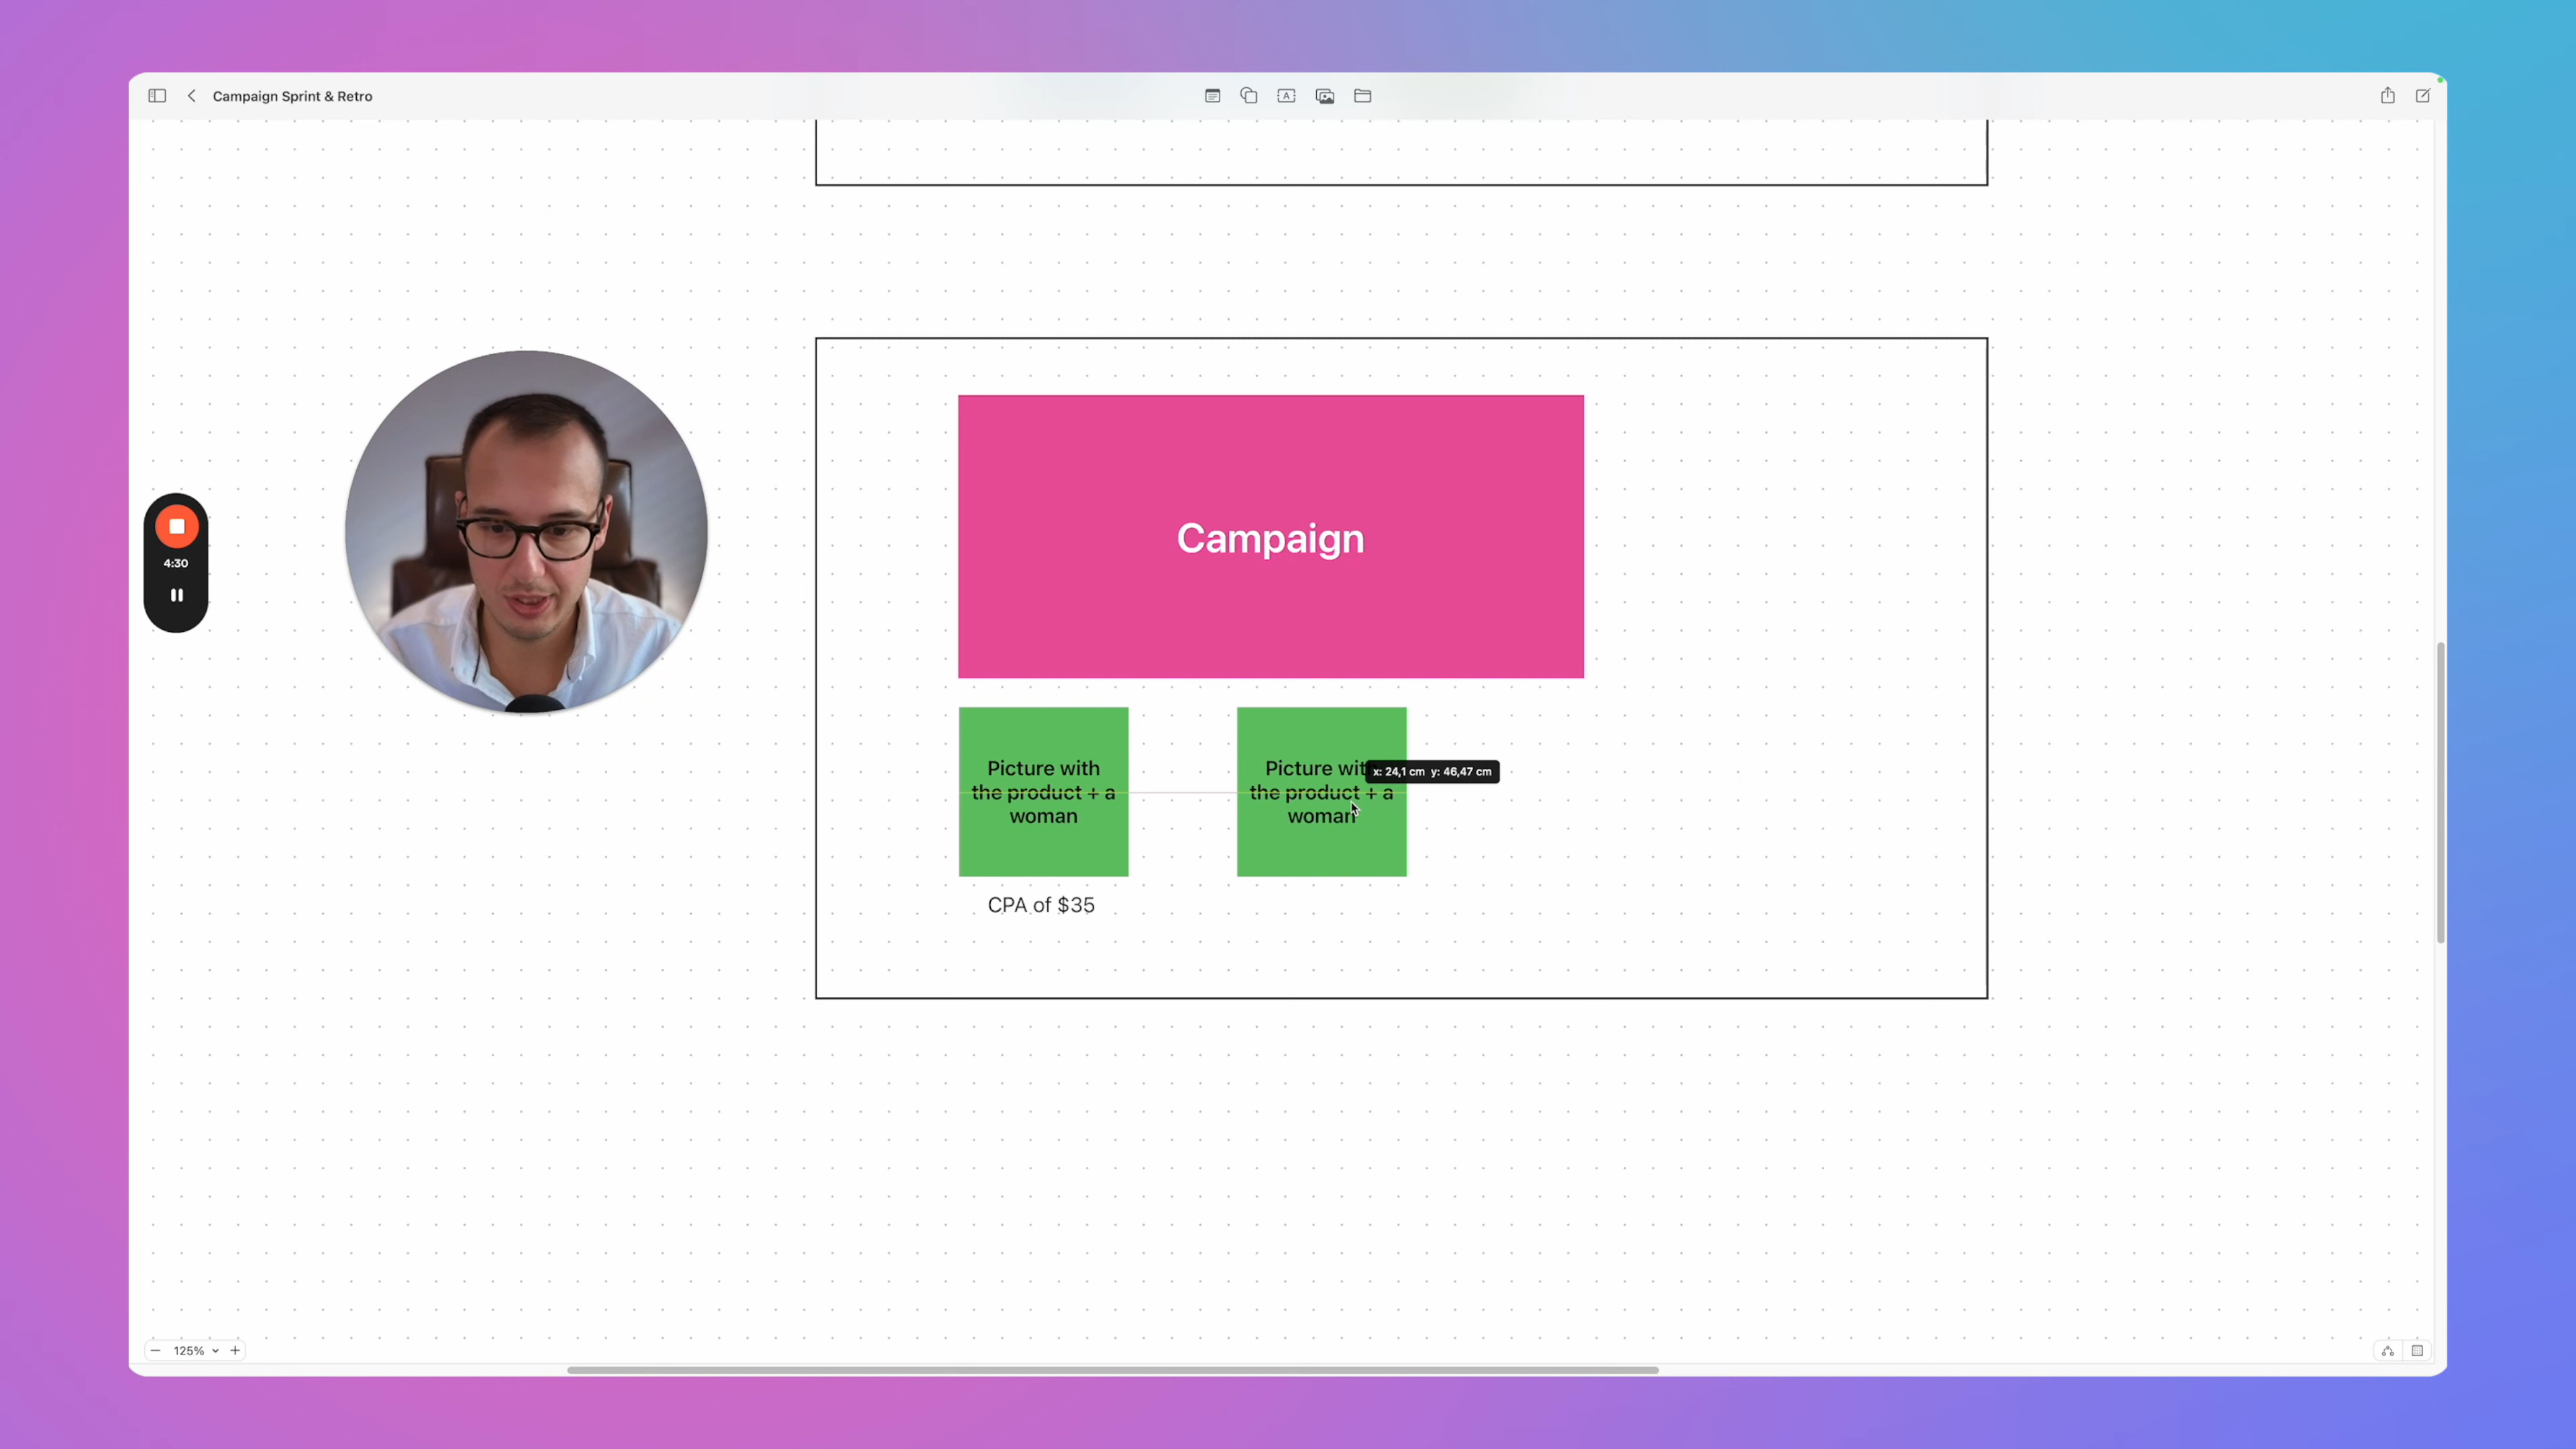 Campaign Sprint & Retro
A
4:30
Campaign
Picture with
the product + a
woman
Picture with
the product + a
woman
x: 24,1 cm y: 46,47 cm
CPA of $35
125%